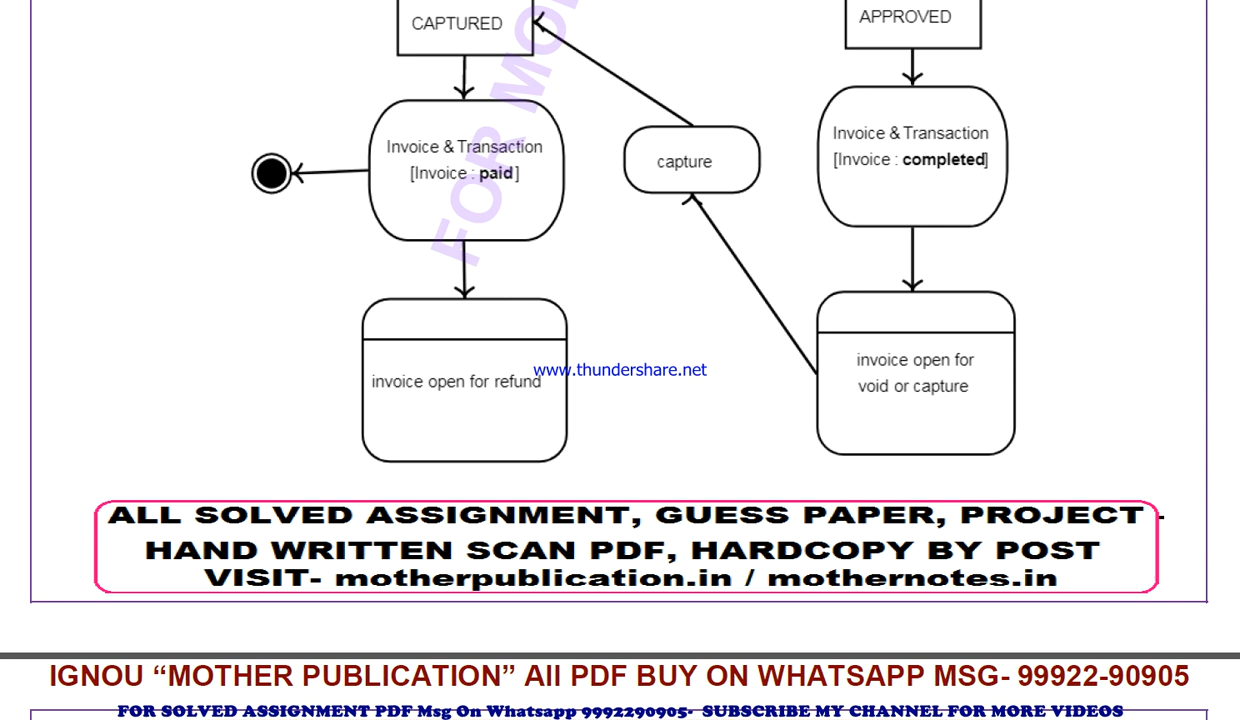 CAPTURED
APPROVED
Invoice & Transaction
[Invoice : paid]
capture
Invoice & Transaction
[Invoice : completed]
FOR MO
invoice open for refund
www.thundershare.net
invoice open for
void or capture
ALL SOLVED ASSIGNMENT, GUESS PAPER, PROJECT -
HAND WRITTEN SCAN PDF, HARDCOPY BY POST
VISIT- motherpublication.in / mothernotes.in
IGNOU “MOTHER PUBLICATION” All PDF BUY ON WHATSAPP MSG- 99922-90905
FOR SOLVED ASSIGNMENT PDF Msg On Whatsapp 9992290905- SUBSCRIBE MY CHANNEL FOR MORE VIDEOS